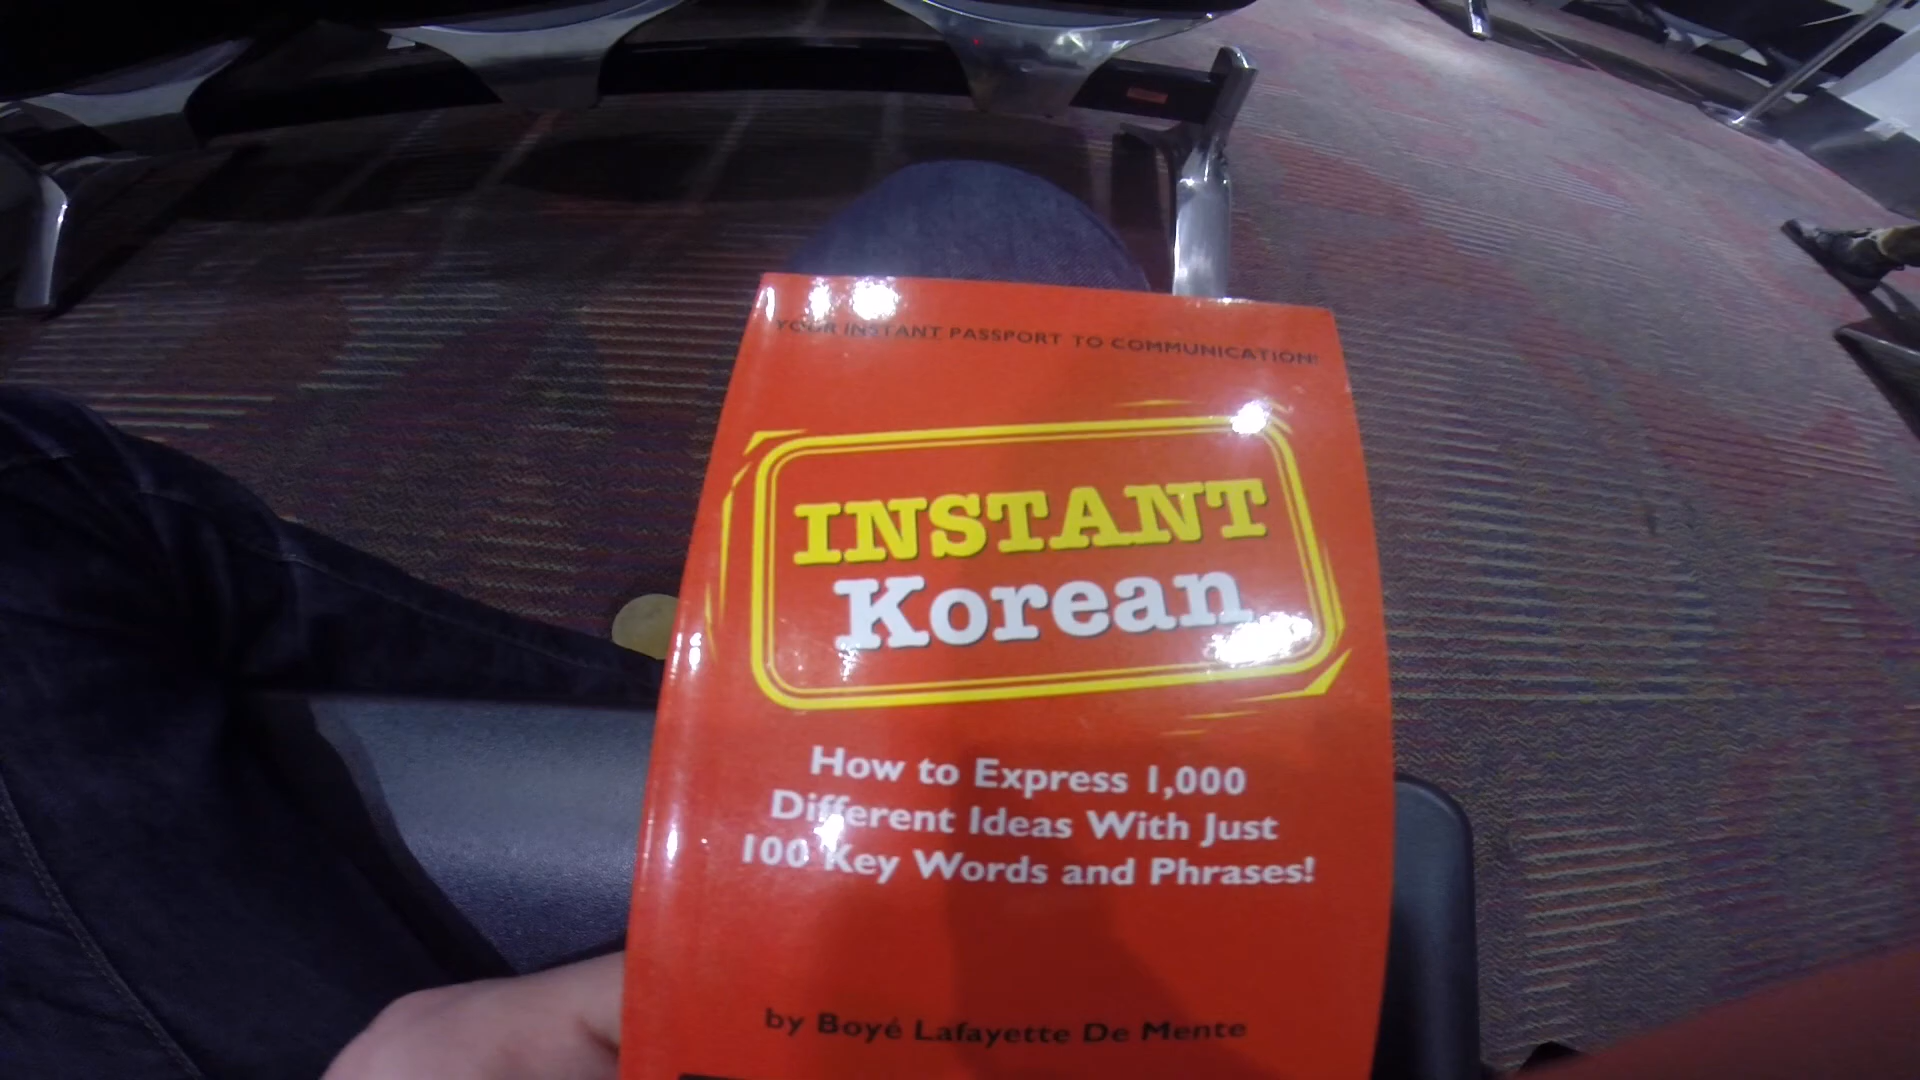 YOUR INSTANT PASSPORT TO COMMUNICATION!
INSTANT
Korean
How to Express 1,000
Different Ideas With Just
100 Key Words and Phrases!
by Boyé Lafayette De Mente